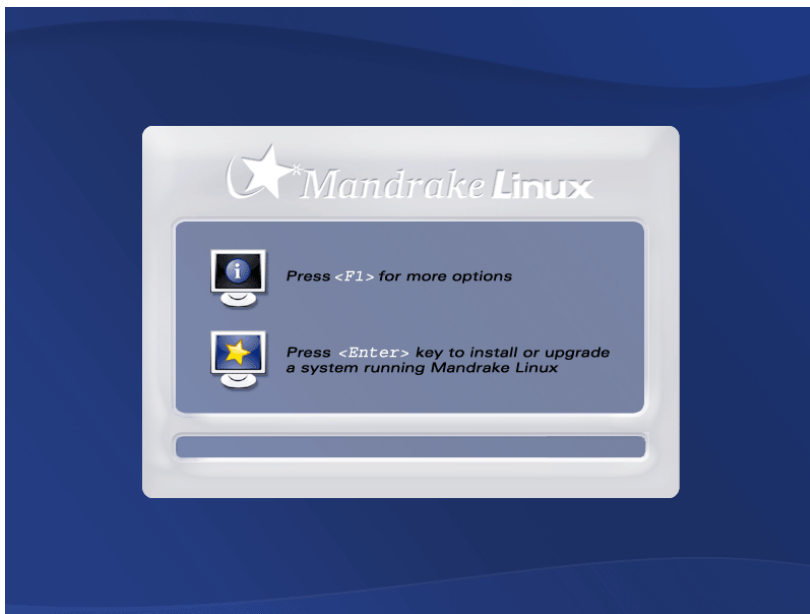 Mandrake Linux
Press <F1> for more options
Press <Enter> key to install or upgrade
a system running Mandrake Linux